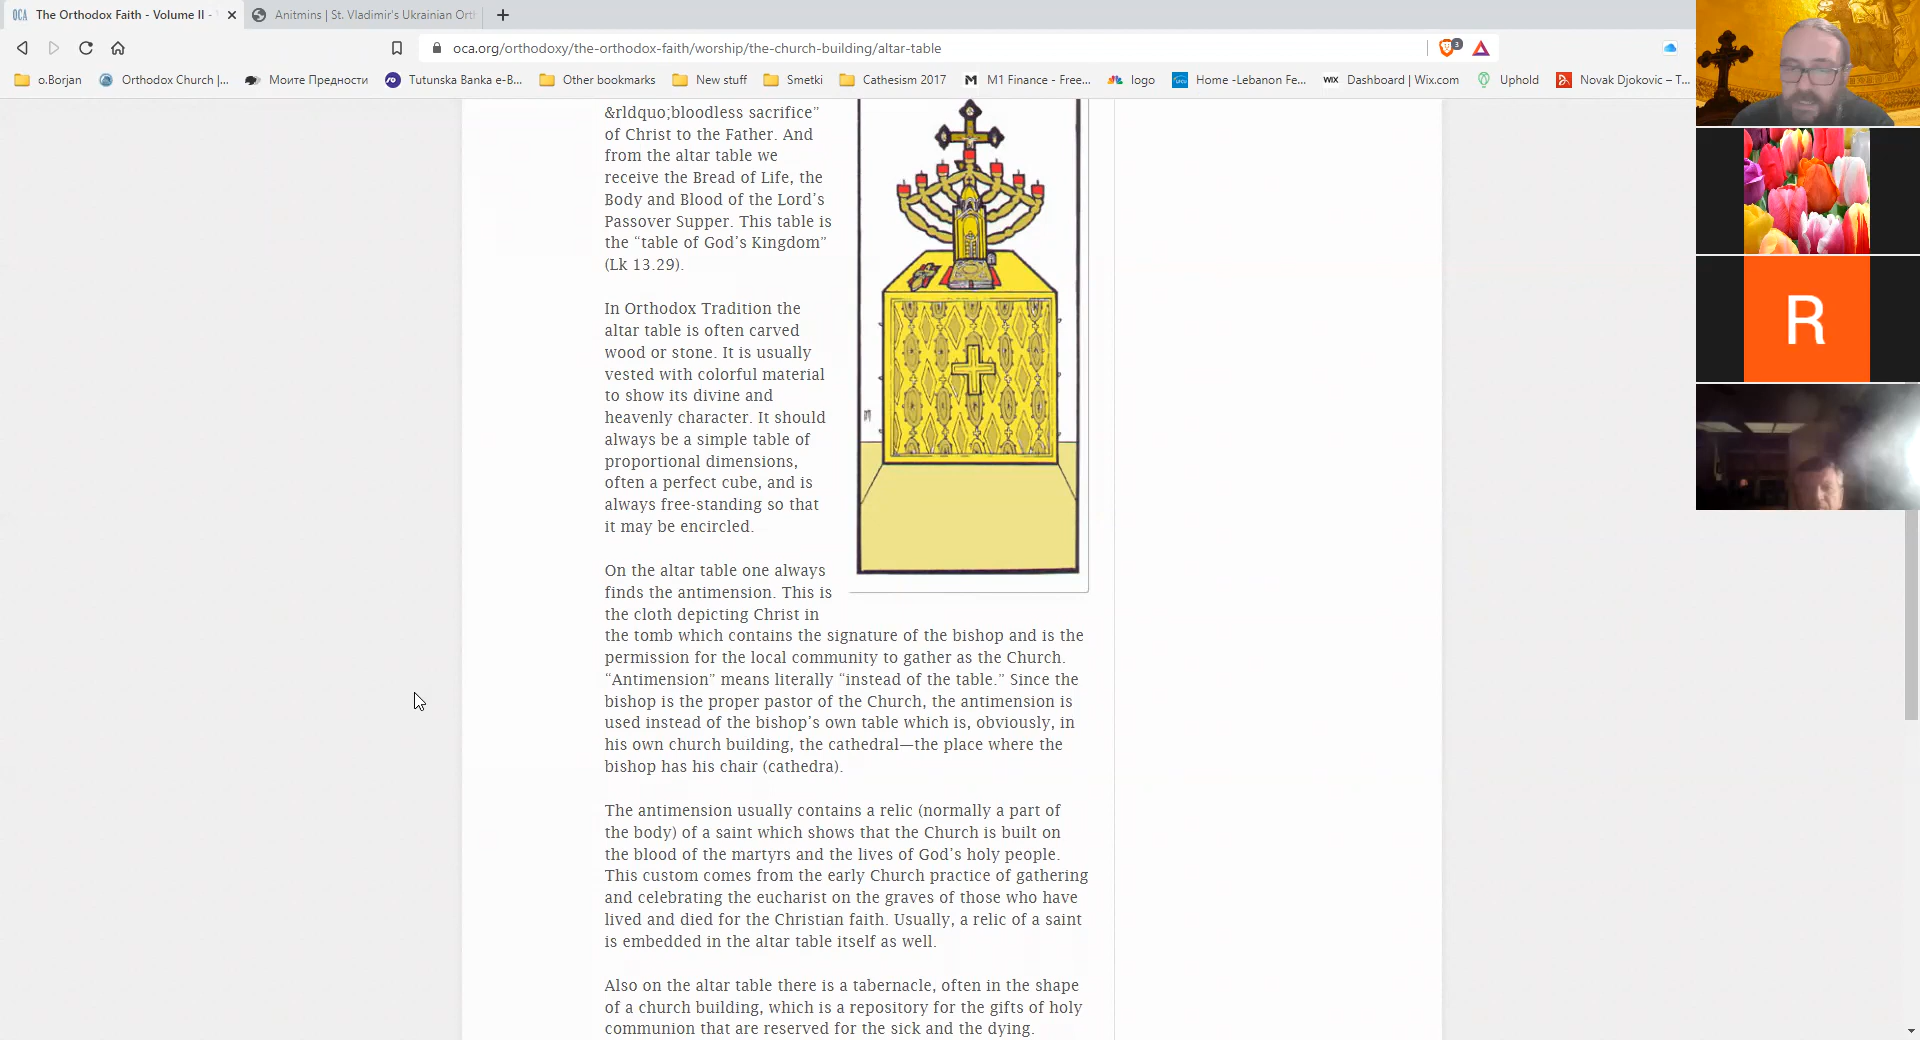 OCA The Orthodox Faith - Volume II -
Anitmins | St. Vladimir's Ukrainian Ort
oca.org/orthodoxy/the-orthodox-faith/worship/the-church-building/altar-table
3
o.Borjan
Orthodox Church |...
Моите Предности
Tutunska Banka e-B...
Other bookmarks
New stuff
Smetki
Cathesism 2017
M M1 Finance - Free...
logo
Home -Lebanon Fe...
WIX Dashboard | Wix.com
Uphold
Novak Djokovic – T...
&rldquo;bloodless sacrifice”
of Christ to the Father. And
from the altar table we
receive the Bread of Life, the
Body and Blood of the Lord’s
Passover Supper. This table is
the “table of God’s Kingdom”
(Lk 13.29).
In Orthodox Tradition the
altar table is often carved
wood or stone. It is usually
vested with colorful material
to show its divine and
heavenly character. It should
always be a simple table of
proportional dimensions,
often a perfect cube, and is
always free-standing so that
it may be encircled.
On the altar table one always
finds the antimension. This is
the cloth depicting Christ in
the tomb which contains the signature of the bishop and is the
permission for the local community to gather as the Church.
“Antimension” means literally “instead of the table.” Since the
bishop is the proper pastor of the Church, the antimension is
used instead of the bishop’s own table which is, obviously, in
his own church building, the cathedral—the place where the
bishop has his chair (cathedra).
The antimension usually contains a relic (normally a part of
the body) of a saint which shows that the Church is built on
the blood of the martyrs and the lives of God’s holy people.
This custom comes from the early Church practice of gathering
and celebrating the eucharist on the graves of those who have
lived and died for the Christian faith. Usually, a relic of a saint
is embedded in the altar table itself as well.
Also on the altar table there is a tabernacle, often in the shape
of a church building, which is a repository for the gifts of holy
communion that are reserved for the sick and the dying.
R